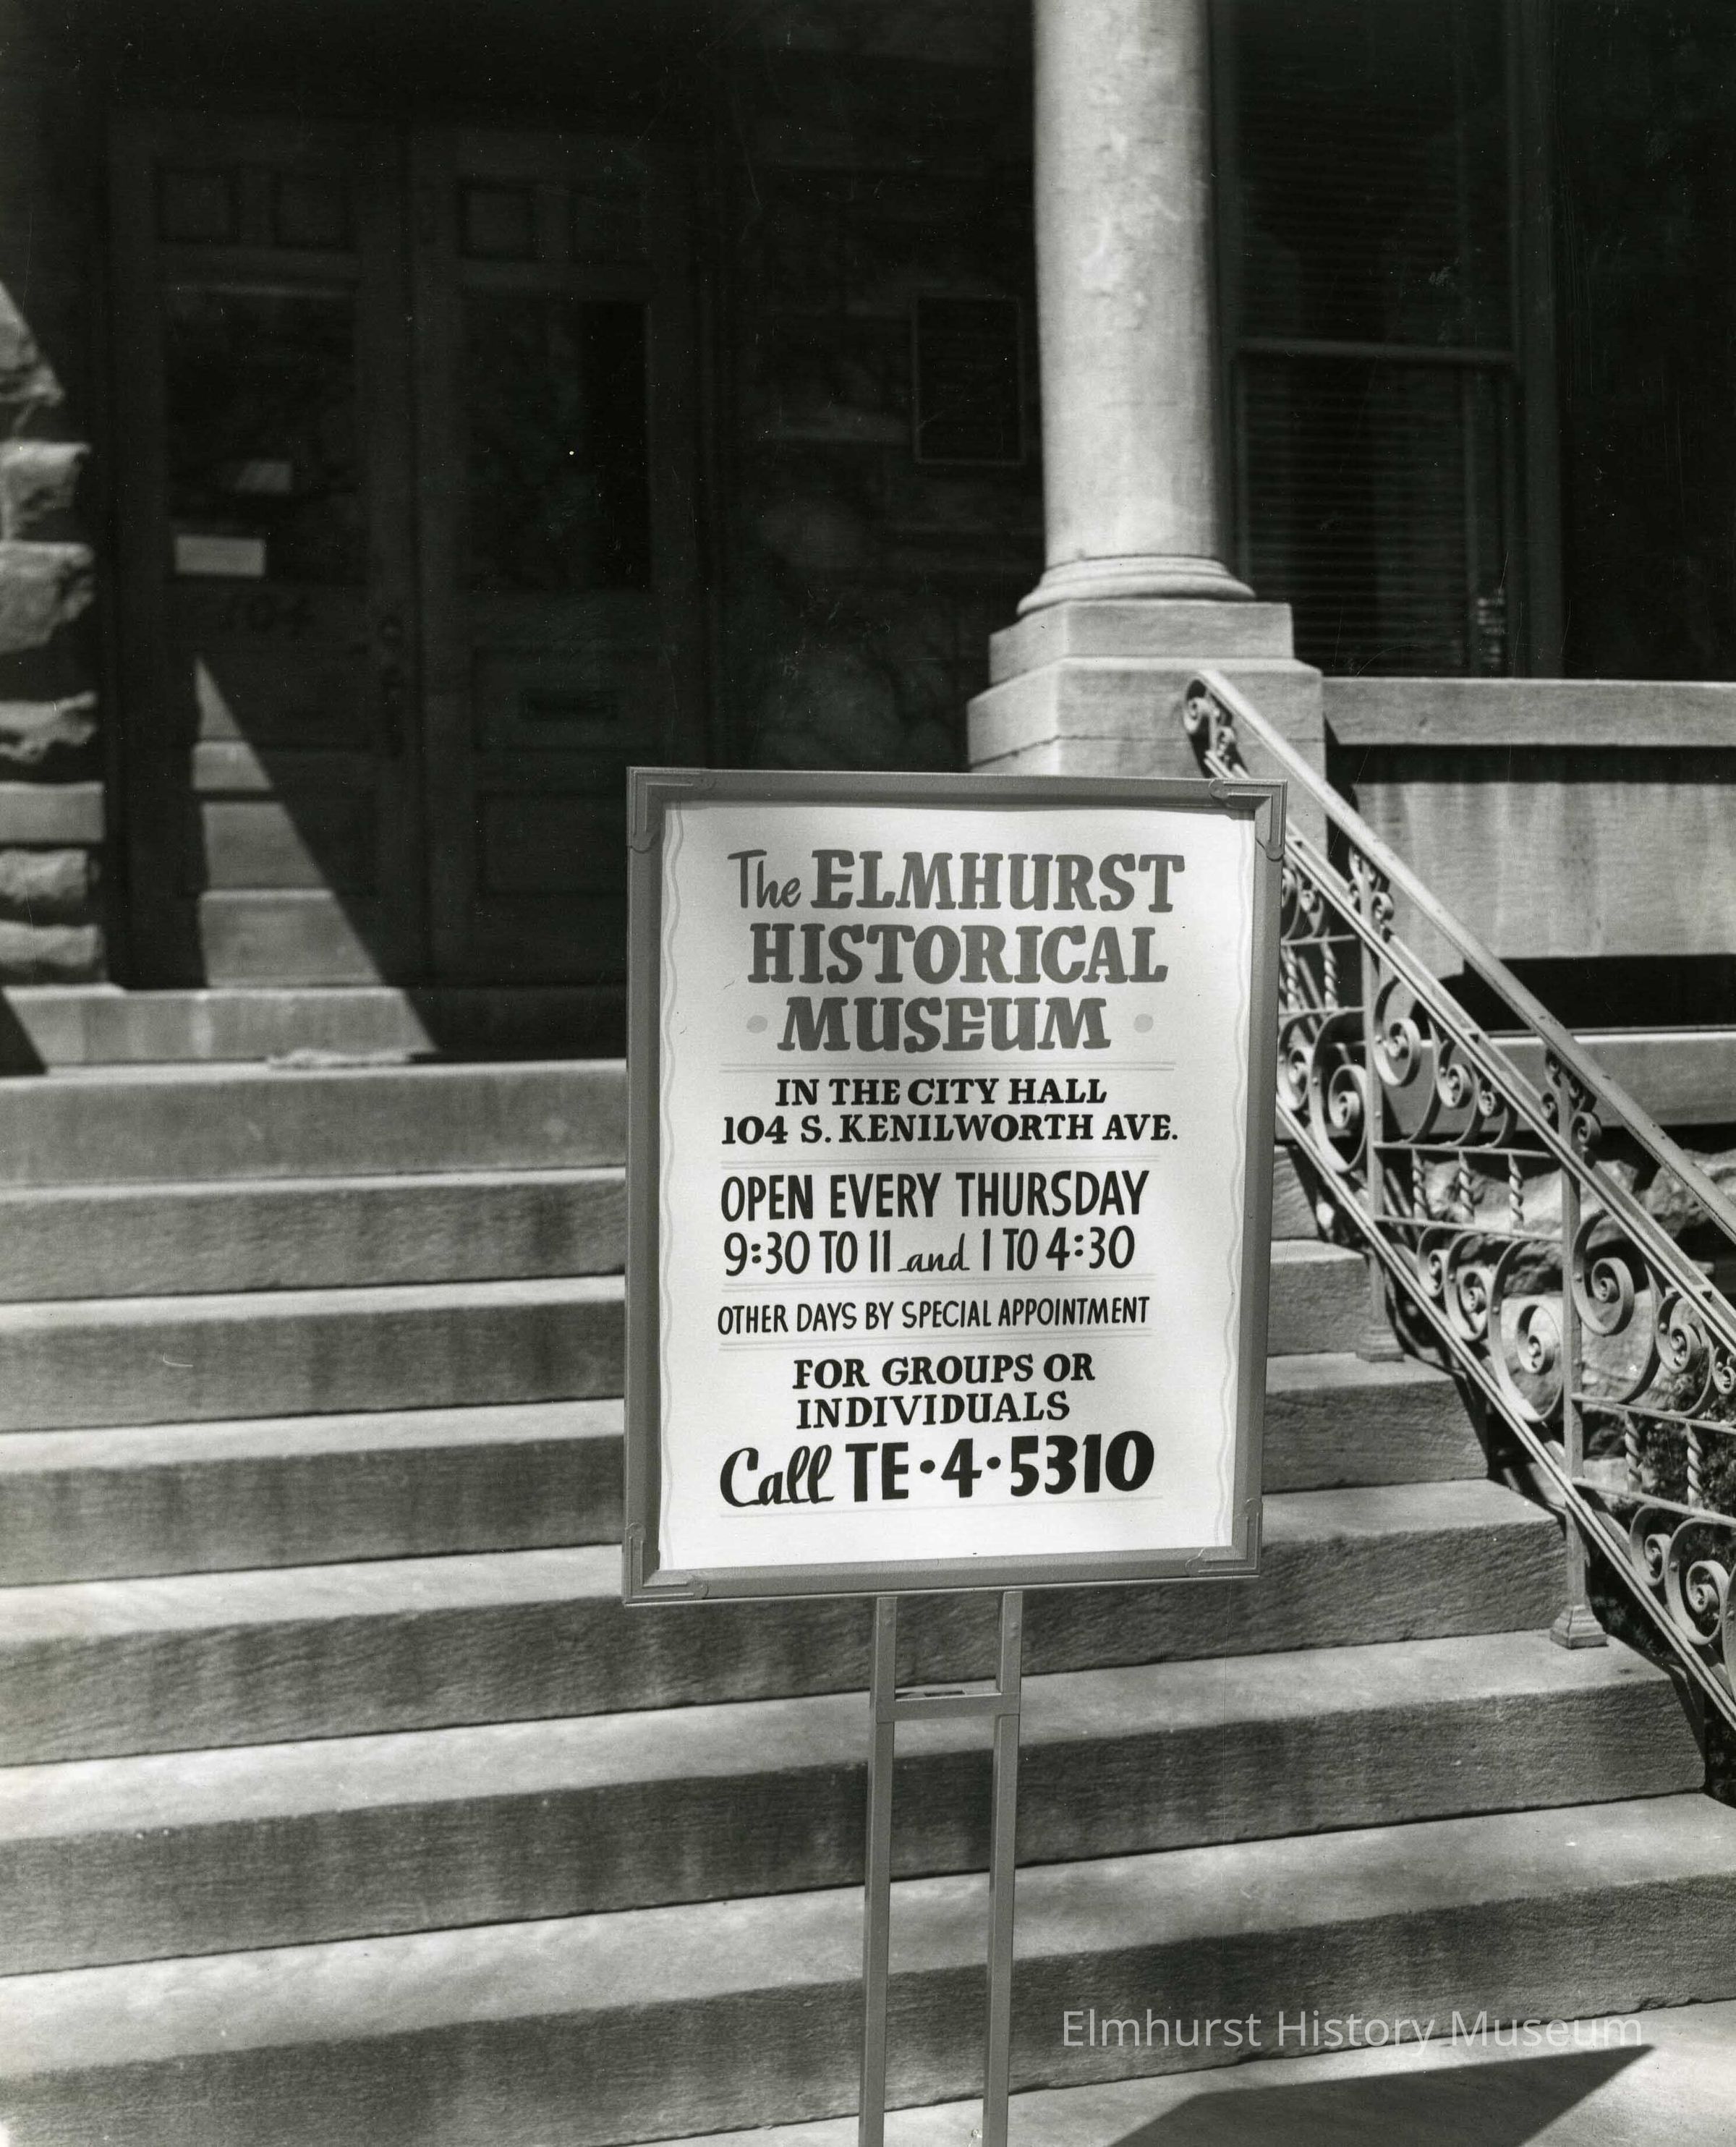 The ELMHURST
HISTORICAL
• MUSEUM •
IN THE CITY HALL
104 S. KENILWORTH AVE.
OPEN EVERY THURSDAY
9:30 TO 11 and 1 TO 4:30
OTHER DAYS BY SPECIAL APPOINTMENT
FOR GROUPS OR
INDIVIDUALS
Call TE•4•5310
104
Elmhurst History Museum